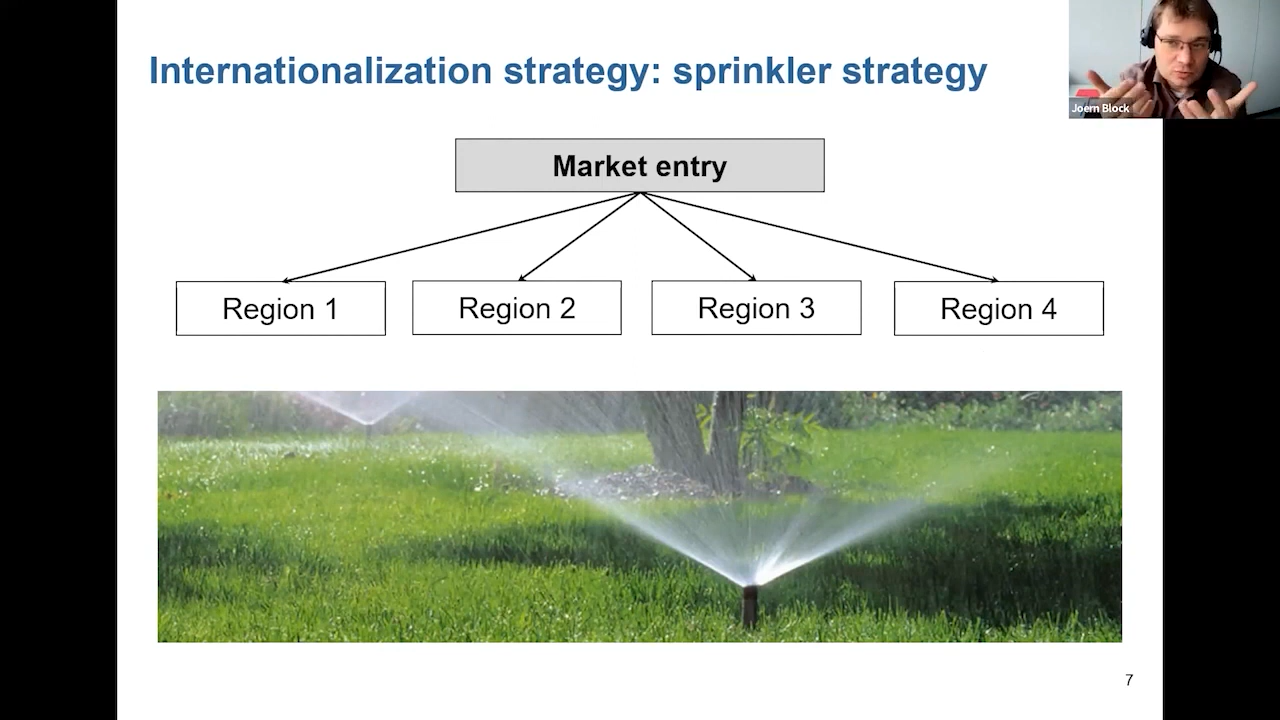 Internationalization strategy: sprinkler strategy
Joern Block
Market entry
Region 1
Region 2
Region 3
Region 4
7